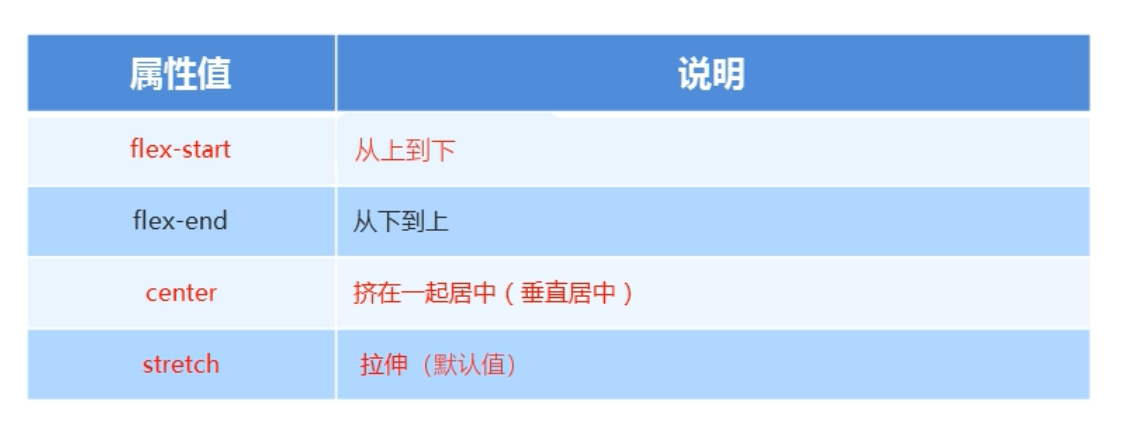 属性值 说明
flex-start 从上到下
flex-end 从下到上
center 挤在一起居中（垂直居中）
stretch 拉伸（默认值）